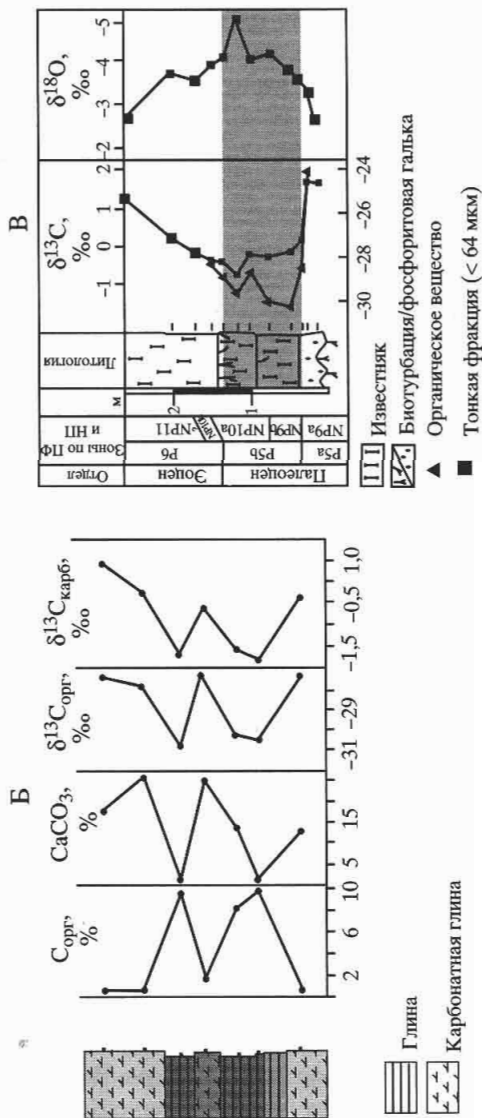 Б
С орг, %
CaCO3, %
δ13Cорг, ‰
δ13Cкарб, ‰
2 6 10
5 15
−31 −29
−1,5 −0,5 1,0
Глина
Карбонатная глина
В
Отдел
Зоны по ПФ и НП
м
Литология
δ13C, ‰
δ18O, ‰
Палеоцен Эоцен
P5a P5b P6
NP9a NP9b NP10a NP11
1 2
−1 0 1 2
−2 −3 −4 −5
−30 −28 −26 −24
Известняк
Биотурбация/фосфоритовая галька
Органическое вещество
Тонкая фракция (< 64 мкм)